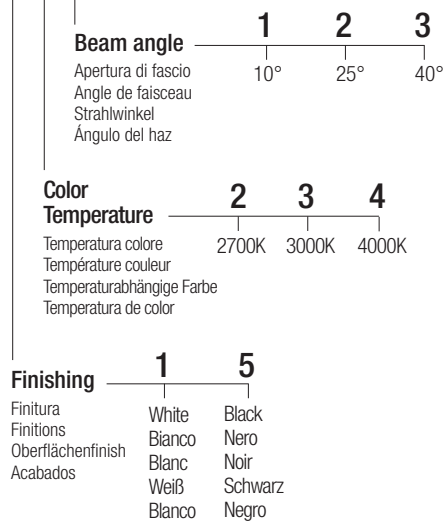 Beam angle 1 2 3
Apertura di fascio 10° 25° 40°
Angle de faisceau
Strahlwinkel
Ángulo del haz
Color
Temperature 2 3 4
Temperatura colore 2700K 3000K 4000K
Température couleur
Temperaturabhängige Farbe
Temperatura de color
Finishing 1 5
Finitura White Black
Finitions Bianco Nero
Oberflächenfinish Blanc Noir
Acabados Weiß Schwarz
Blanco Negro